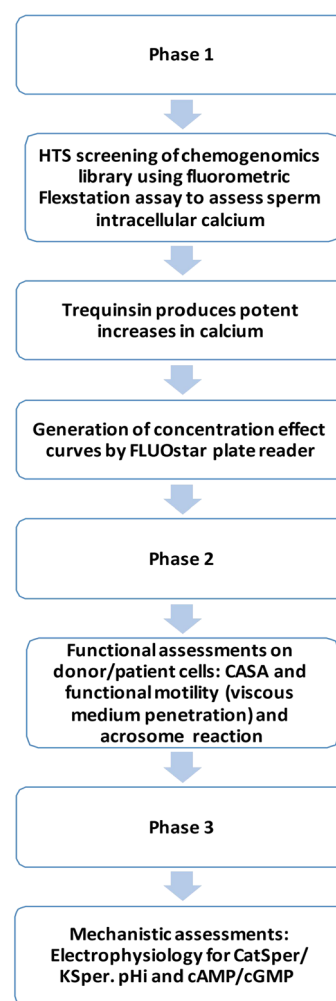 Phase 1
HTS screening of chemogenomics
library using fluorometric
Flexstation assay to assess sperm
intracellular calcium
Trequinsin produces potent
increases in calcium
Generation of concentration effect
curves by FLUOstar plate reader
Phase 2
Functional assessments on
donor/patient cells: CASA and
functional motility (viscous
medium penetration) and
acrosome reaction
Phase 3
Mechanistic assessments:
Electrophysiology for CatSper/
KSper. pHi and cAMP/cGMP